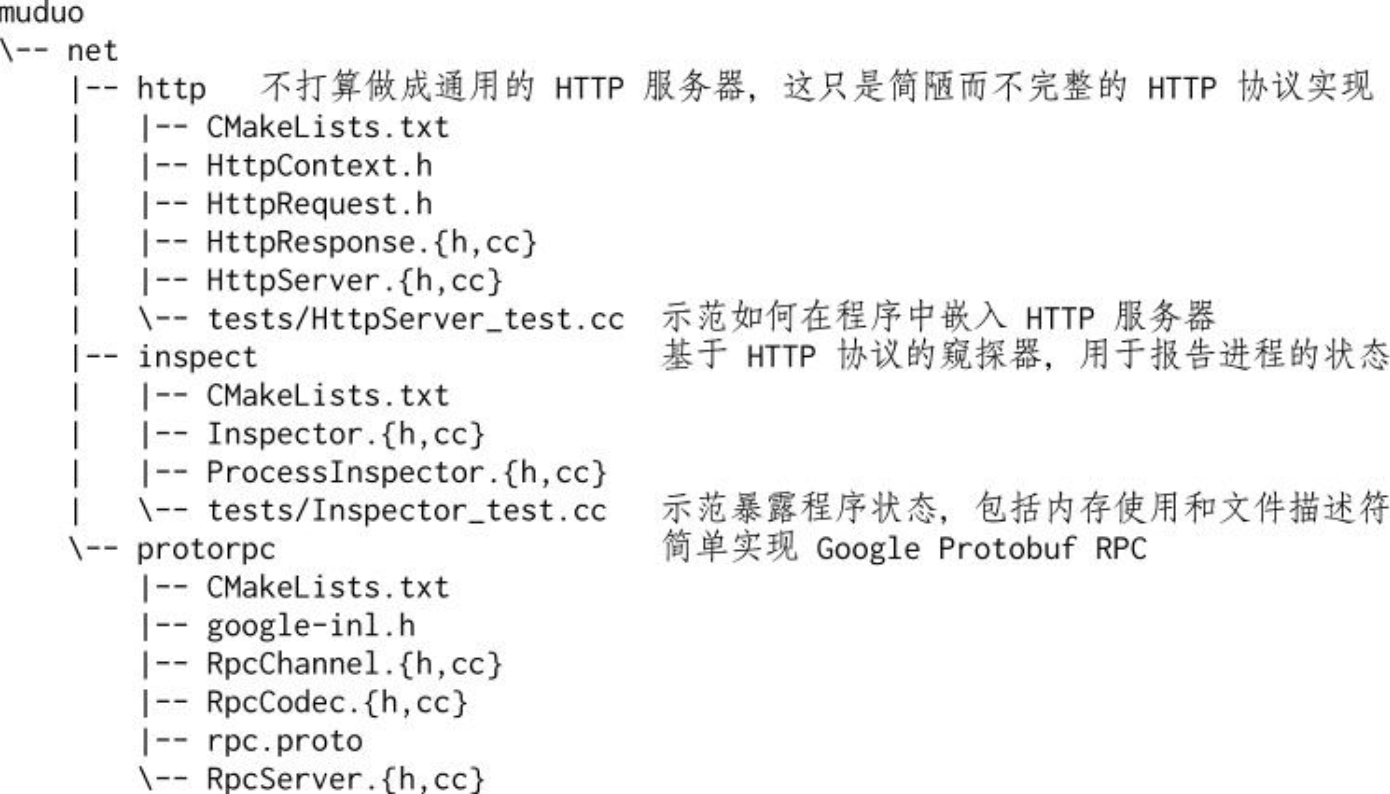 muduo
\-- net
    |-- http   不打算做成通用的 HTTP 服务器，这只是简陋而不完整的 HTTP 协议实现
    |   |-- CMakeLists.txt
    |   |-- HttpContext.h
    |   |-- HttpRequest.h
    |   |-- HttpResponse.{h,cc}
    |   |-- HttpServer.{h,cc}
    |   \-- tests/HttpServer_test.cc  示范如何在程序中嵌入 HTTP 服务器
    |-- inspect                       基于 HTTP 协议的窥探器，用于报告进程的状态
    |   |-- CMakeLists.txt
    |   |-- Inspector.{h,cc}
    |   |-- ProcessInspector.{h,cc}
    |   \-- tests/Inspector_test.cc   示范暴露程序状态，包括内存使用和文件描述符
    \-- protorpc                      简单实现 Google Protobuf RPC
        |-- CMakeLists.txt
        |-- google-inl.h
        |-- RpcChannel.{h,cc}
        |-- RpcCodec.{h,cc}
        |-- rpc.proto
        \-- RpcServer.{h,cc}